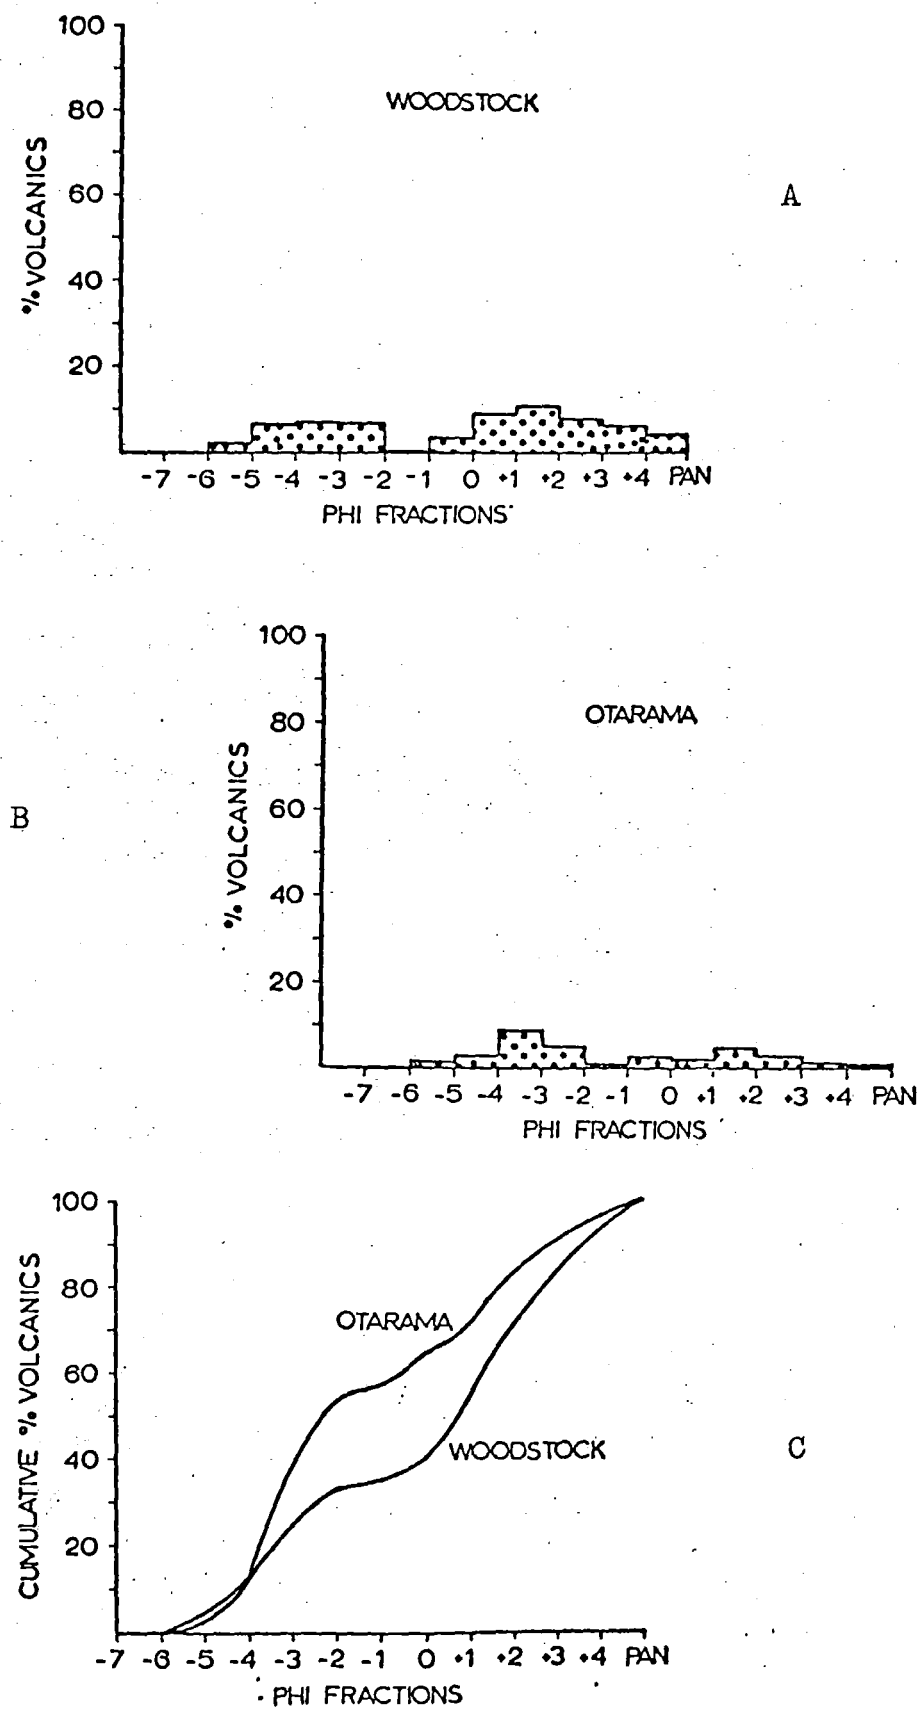 100
80
60
40
20
% VOLCANICS
WOODSTOCK
A
-7 -6 -5 -4 -3 -2 -1 0 +1 +2 +3 +4 PAN
PHI FRACTIONS
100
80
60
40
20
% VOLCANICS
OTARAMA
B
-7 -6 -5 -4 -3 -2 -1 0 +1 +2 +3 +4 PAN
PHI FRACTIONS
100
80
60
40
20
CUMULATIVE % VOLCANICS
OTARAMA
WOODSTOCK
C
-7 -6 -5 -4 -3 -2 -1 0 +1 +2 +3 +4 PAN
PHI FRACTIONS